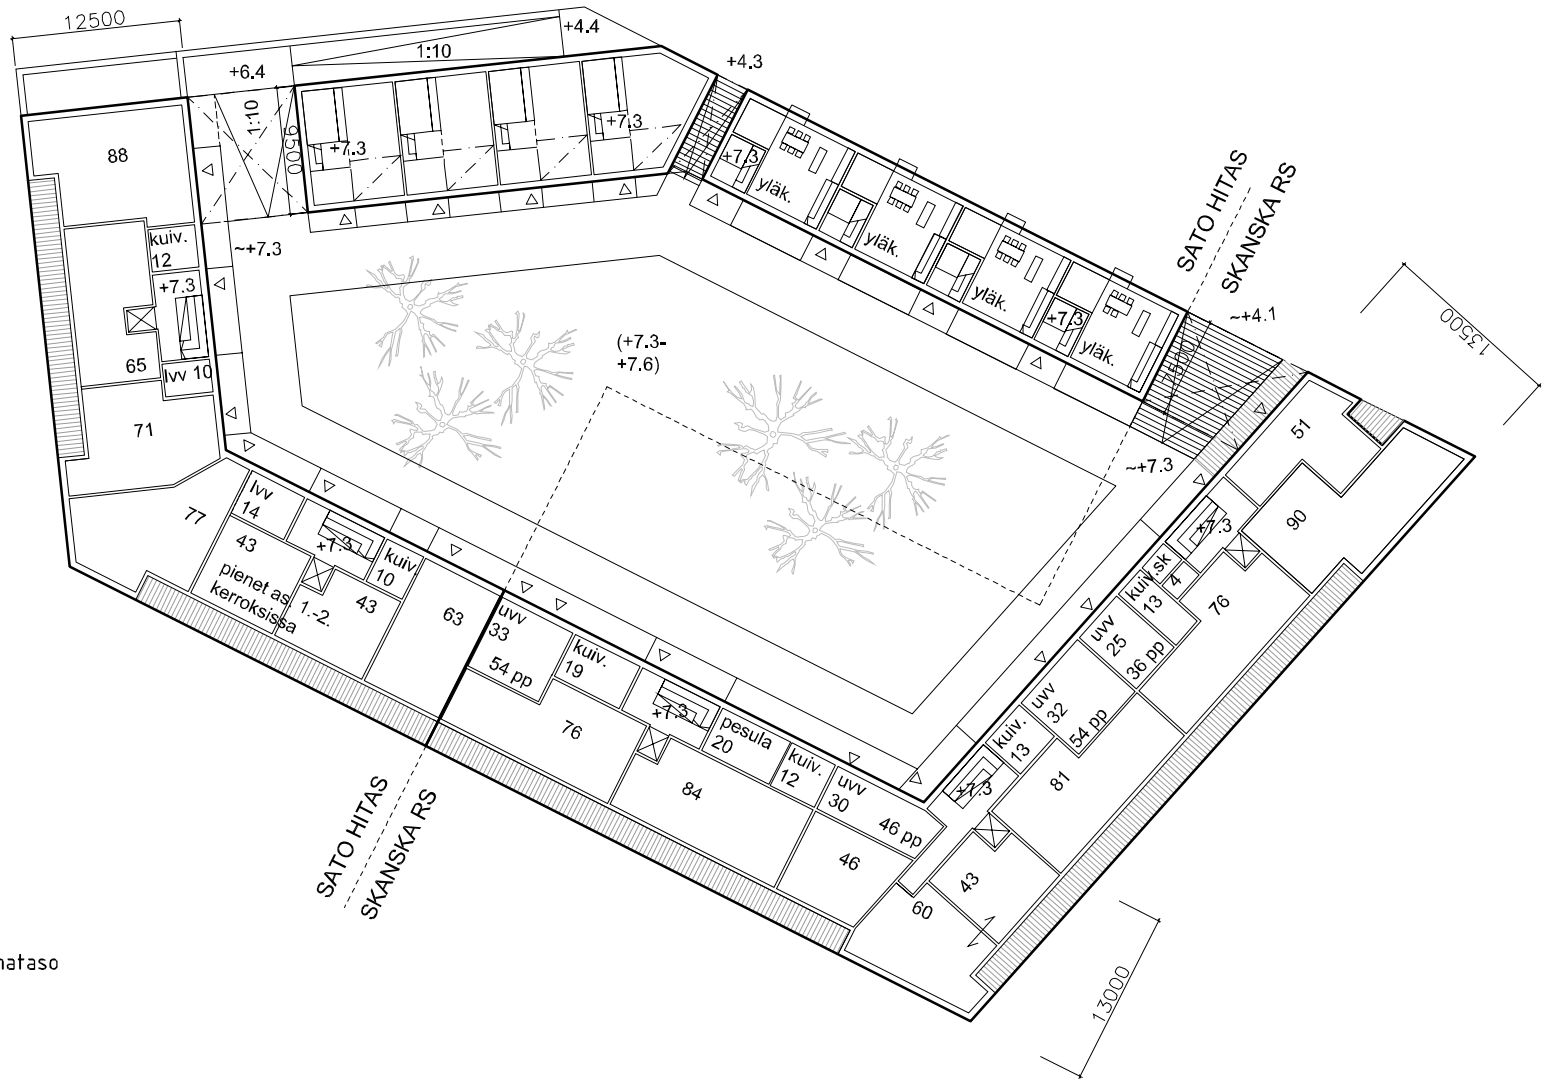 12500
+4.4
1:10
+6.4
+4.3
1:10
9500
+7.3
+7.3
+7.3
yläk.
yläk.
yläk.
+7.3
yläk.
SATO HITAS
SKANSKA RS
~+4.1
13500
88
kuiv.
12
~+7.3
+7.3
65
lvv 10
71
(+7.3-
+7.6)
~+7.3
51
90
+7.3
kuiv.sk
4
13
76
uvv
25
36 pp
uvv
32
54 pp
kuiv.
13
81
+7.3
43
60
77
lvv
14
43
pienet as. 1.-2.
kerroksissa
+7.3
kuiv
10
43
63
uvv
33
54 pp
kuiv.
19
76
+7.3
pesula
20
84
kuiv.
12
uvv
30
46 pp
46
SATO HITAS
SKANSKA RS
13000